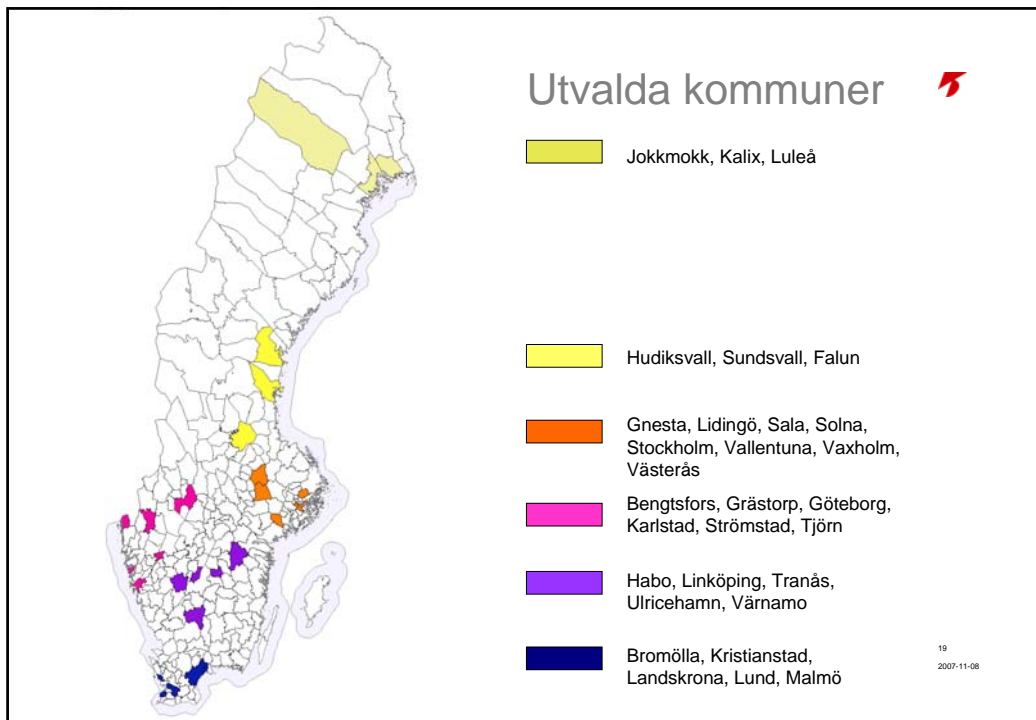 Utvalda kommuner
Jokkmokk, Kalix, Luleå
Hudiksvall, Sundsvall, Falun
Gnesta, Lidingö, Sala, Solna,
Stockholm, Vallentuna, Vaxholm,
Västerås
Bengtsfors, Grästorp, Göteborg,
Karlstad, Strömstad, Tjörn
Habo, Linköping, Tranås,
Ulricehamn, Värnamo
Bromölla, Kristianstad,
Landskrona, Lund, Malmö
19
2007-11-08